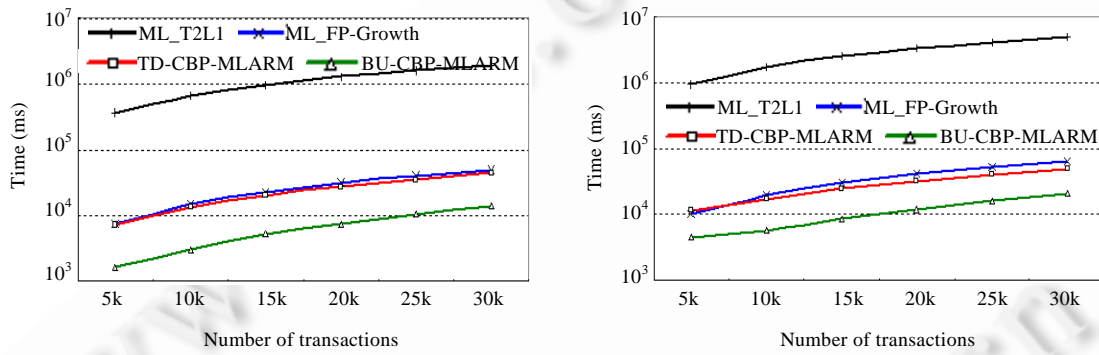 10^7
ML_T2L1 ML_FP-Growth
TD-CBP-MLARM BU-CBP-MLARM
10^6
10^5
10^4
10^3
Time (ms)
5k 10k 15k 20k 25k 30k
Number of transactions
10^7
10^6
ML_T2L1 ML_FP-Growth
TD-CBP-MLARM BU-CBP-MLARM
10^5
10^4
10^3
Time (ms)
5k 10k 15k 20k 25k 30k
Number of transactions